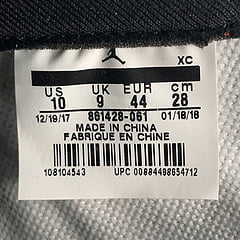 XC
US UK EUR cm
10 9 44 28
12/19/17 861428-061 01/18/18
MADE IN CHINA
FABRIQUÉ EN CHINE
108104543 UPC 00884498654712